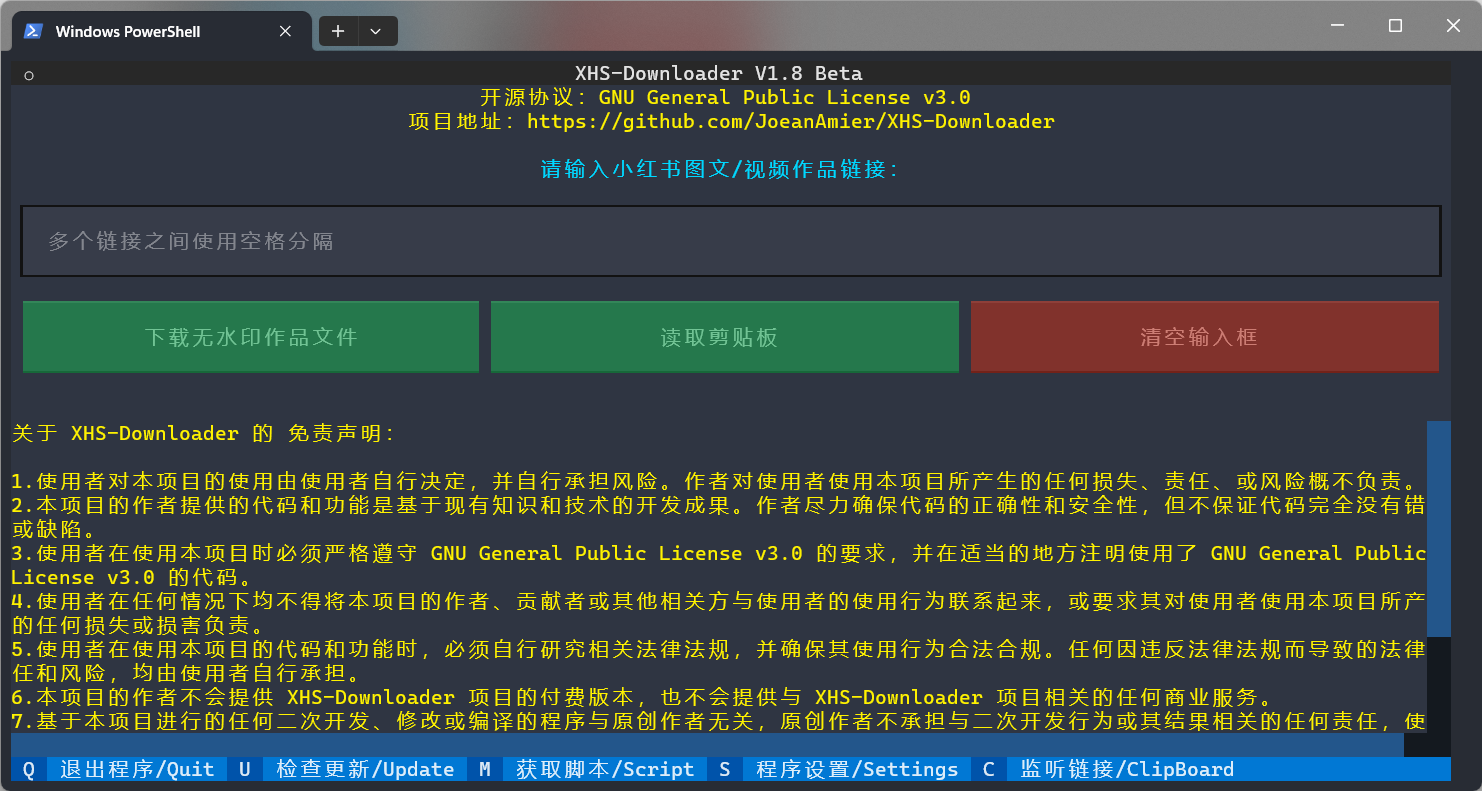 Windows PowerShell
XHS-Downloader V1.8 Beta
开源协议：GNU General Public License v3.0
项目地址：https://github.com/JoeanAmier/XHS-Downloader
请输入小红书图文/视频作品链接：
多个链接之间使用空格分隔
下载无水印作品文件
读取剪贴板
清空输入框
关于 XHS-Downloader 的 免责声明：
1.使用者对本项目的使用由使用者自行决定，并自行承担风险。作者对使用者使用本项目所产生的任何损失、责任、或风险概不负责。
2.本项目的作者提供的代码和功能是基于现有知识和技术的开发成果。作者尽力确保代码的正确性和安全性，但不保证代码完全没有错
或缺陷。
3.使用者在使用本项目时必须严格遵守 GNU General Public License v3.0 的要求，并在适当的地方注明使用了 GNU General Public
License v3.0 的代码。
4.使用者在任何情况下均不得将本项目的作者、贡献者或其他相关方与使用者的使用行为联系起来，或要求其对使用者使用本项目所产
的任何损失或损害负责。
5.使用者在使用本项目的代码和功能时，必须自行研究相关法律法规，并确保其使用行为合法合规。任何因违反法律法规而导致的法律
任和风险，均由使用者自行承担。
6.本项目的作者不会提供 XHS-Downloader 项目的付费版本，也不会提供与 XHS-Downloader 项目相关的任何商业服务。
7.基于本项目进行的任何二次开发、修改或编译的程序与原创作者无关，原创作者不承担与二次开发行为或其结果相关的任何责任，使
Q 退出程序/Quit U 检查更新/Update M 获取脚本/Script S 程序设置/Settings C 监听链接/ClipBoard